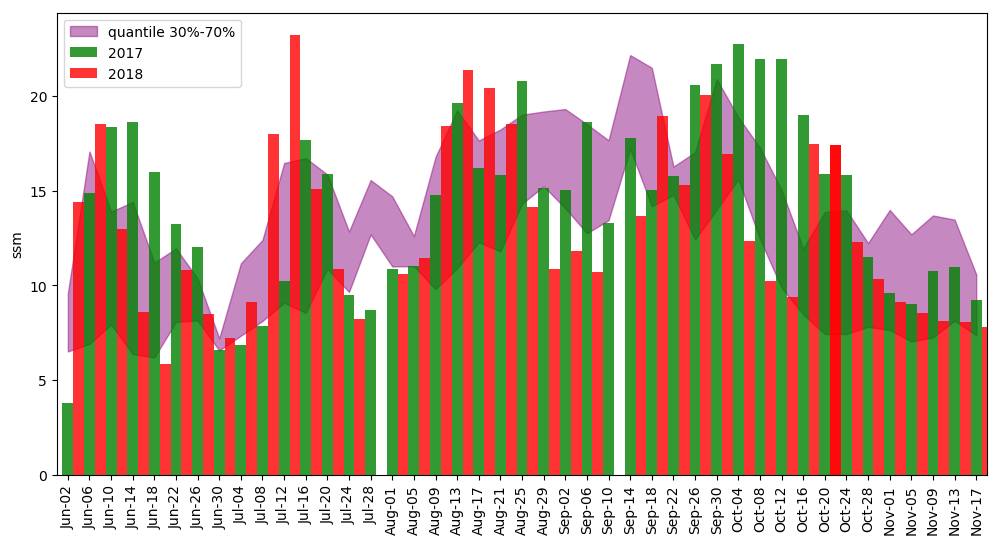 quantile 30%-70%
2017
2018
ssm
20
15
10
5
0
Jun-02
Jun-06
Jun-10
Jun-14
Jun-18
Jun-22
Jun-26
Jun-30
Jul-04
Jul-08
Jul-12
Jul-16
Jul-20
Jul-24
Jul-28
Aug-01
Aug-05
Aug-09
Aug-13
Aug-17
Aug-21
Aug-25
Aug-29
Sep-02
Sep-06
Sep-10
Sep-14
Sep-18
Sep-22
Sep-26
Sep-30
Oct-04
Oct-08
Oct-12
Oct-16
Oct-20
Oct-24
Oct-28
Nov-01
Nov-05
Nov-09
Nov-13
Nov-17